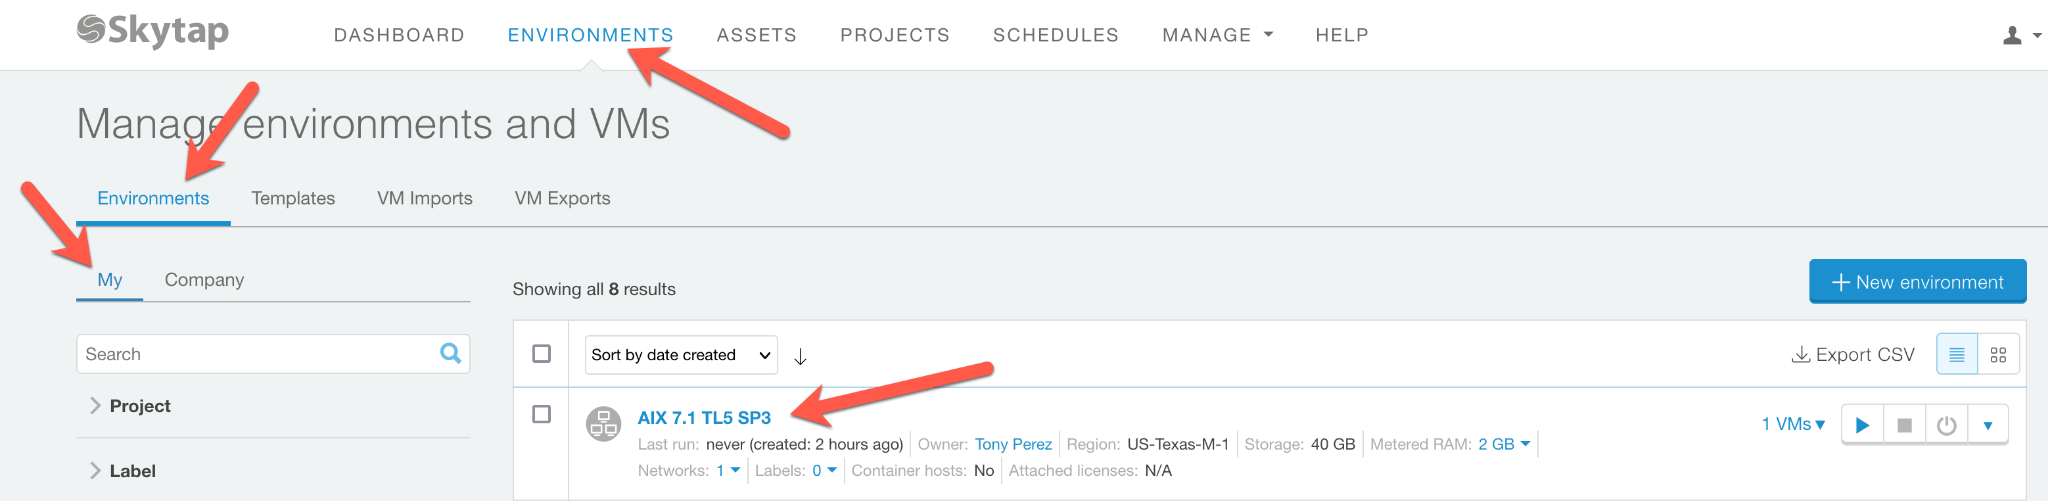 Skytap
DASHBOARD ENVIRONMENTS ASSETS PROJECTS SCHEDULES MANAGE HELP
Manage environments and VMs
Environments Templates VM Imports VM Exports
My Company
Showing all 8 results
New environment
Search
Sort by date created
Export CSV
Project
AIX 7.1 TL5 SP3
1 VMs
Last run: never (created: 2 hours ago) Owner: Tony Perez Region: US-Texas-M-1 Storage: 40 GB Metered RAM: 2 GB
Label
Networks: 1 Labels: 0 Container hosts: No Attached licenses: N/A